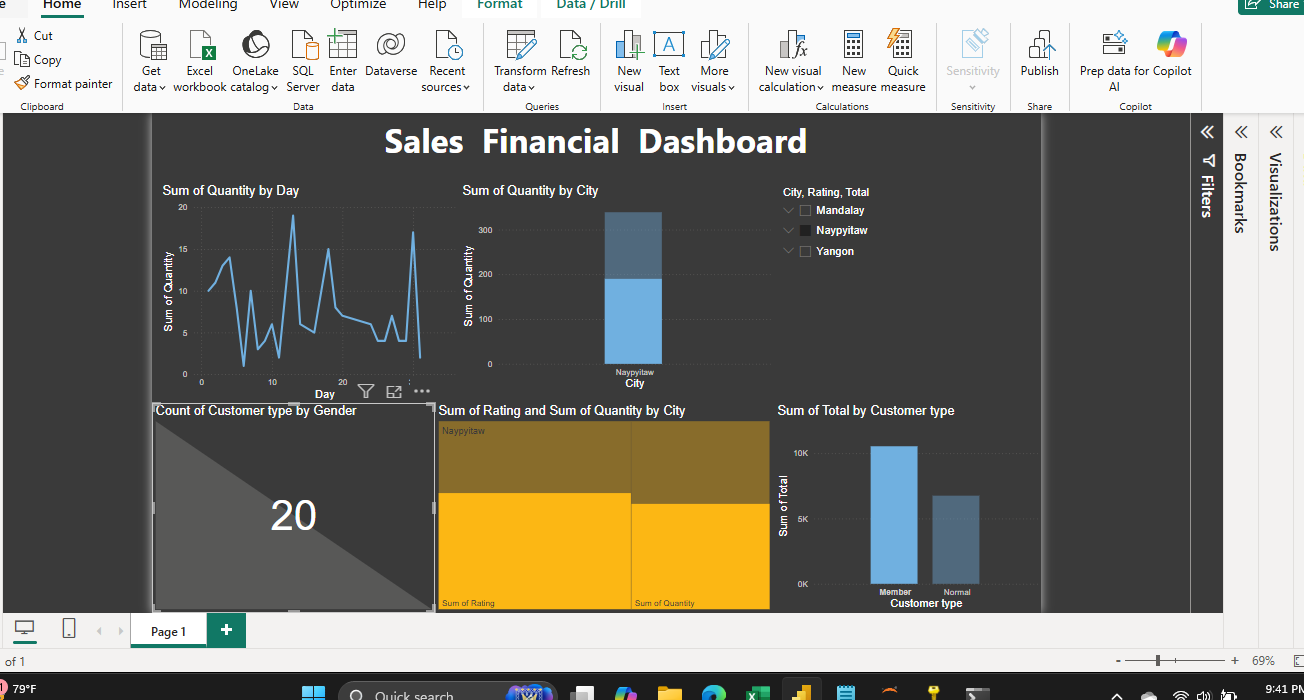 Home Insert Modeling View Optimize Help Format Data / Drill Share
Cut
Copy
Format painter
Clipboard
Get data
Excel workbook
OneLake catalog
SQL Server
Enter data
Dataverse
Recent sources
Data
Transform data
Refresh
Queries
New visual
Text box
More visuals
Insert
New visual calculation
New measure
Quick measure
Calculations
Sensitivity
Sensitivity
Publish
Share
Prep data for AI
Copilot
Copilot
Sales Financial Dashboard
Sum of Quantity by Day
20
15
10
5
0
Sum of Quantity
0 10 20
Day
Sum of Quantity by City
300
200
100
0
Sum of Quantity
Naypyitaw
City
City, Rating, Total
Mandalay
Naypyitaw
Yangon
Count of Customer type by Gender
20
Sum of Rating and Sum of Quantity by City
Naypyitaw
Sum of Rating
Sum of Quantity
Sum of Total by Customer type
10K
5K
0K
Sum of Total
Member Normal
Customer type
Filters
Bookmarks
Visualizations
Page 1
+
of 1
- + 69%
79°F
Quick search
9:41 PM